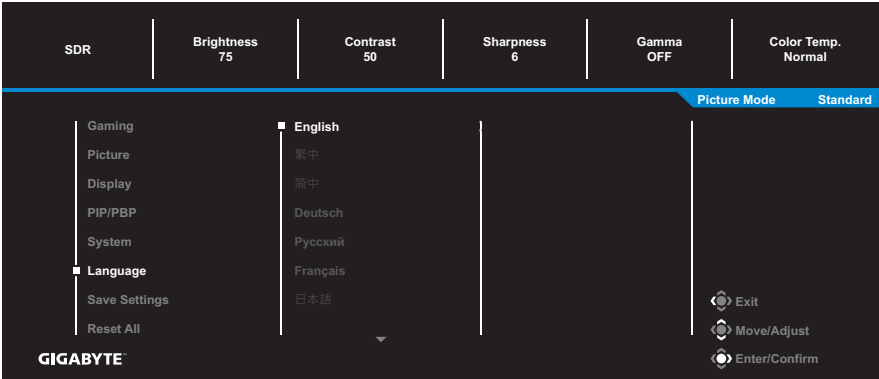 SDR
Brightness
75
Contrast
50
Sharpness
6
Gamma
OFF
Color Temp.
Normal
Picture Mode Standard
Gaming
Picture
Display
PIP/PBP
System
Language
Save Settings
Reset All
English
繁中
简中
Deutsch
Русский
Français
日本語
Exit
Move/Adjust
Enter/Confirm
GIGABYTE™